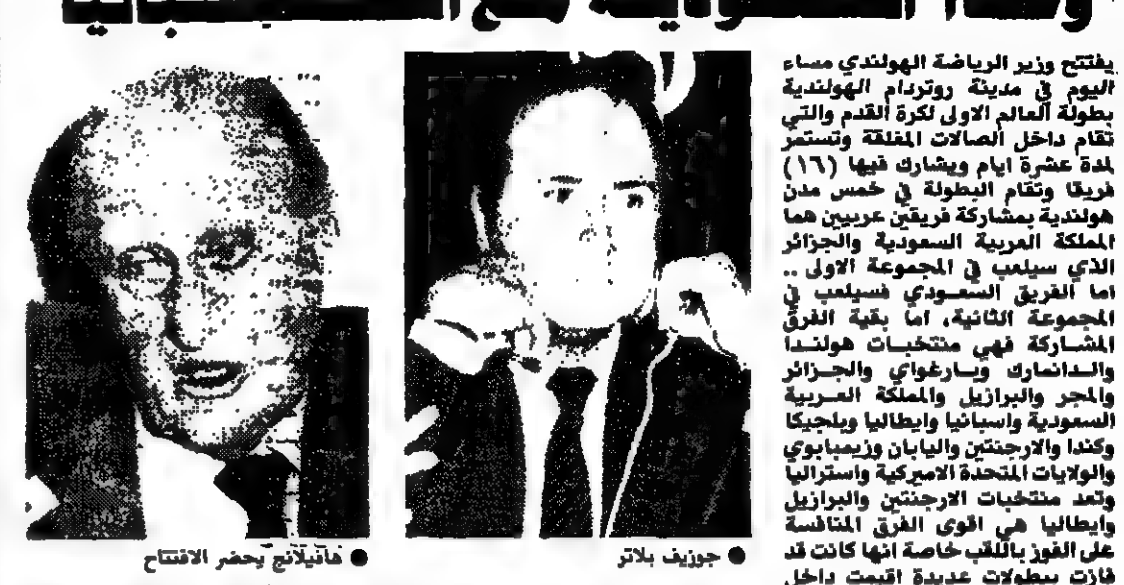 يفتتح وزير الرياضة الهولندي مساء
اليوم في مدينة روتردام الهولندية
بطولة العالم الاولى لكرة القدم والتي
تقام داخل الصالات المغلقة وتستمر
لمدة عشرة ايام ويشارك فيها (١٦)
فريقا وتقام البطولة في خمس مدن
هولندية بمشاركة فريقين عربيين هما
المملكة العربية السعودية والجزائر
الذي سيلعب في المجموعة الاولى ..
اما الفريق السعودي فسيلعب في
المجموعة الثانية، اما بقية الفرق
المشاركة فهي منتخبات هولندا
والدانمارك وبارغواي والجزائر
والمجر والبرازيل والمملكة العربية
السعودية واسبانيا وايطاليا وبلجيكا
وكندا والارجنتين واليابان وزيمبابوي
والولايات المتحدة الاميركية واستراليا
وتعد منتخبات الارجنتين والبرازيل
وايطاليا هي اقوى الفرق المنافسة
على الفوز باللقب خاصة انها كانت قد
فازت ببطولات عديدة اقيمت داخل
● جوزيف بلاتر
● هافيلانج يحضر الافتتاح